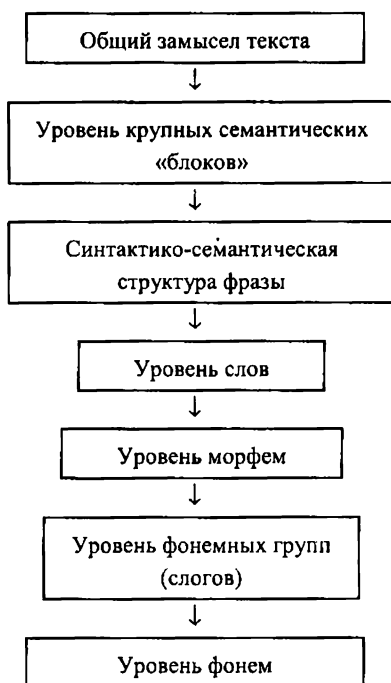 Общий замысел текста
Уровень крупных семантических
«блоков»
Синтактико-семантическая
структура фразы
Уровень слов
Уровень морфем
Уровень фонемных групп
(слогов)
Уровень фонем